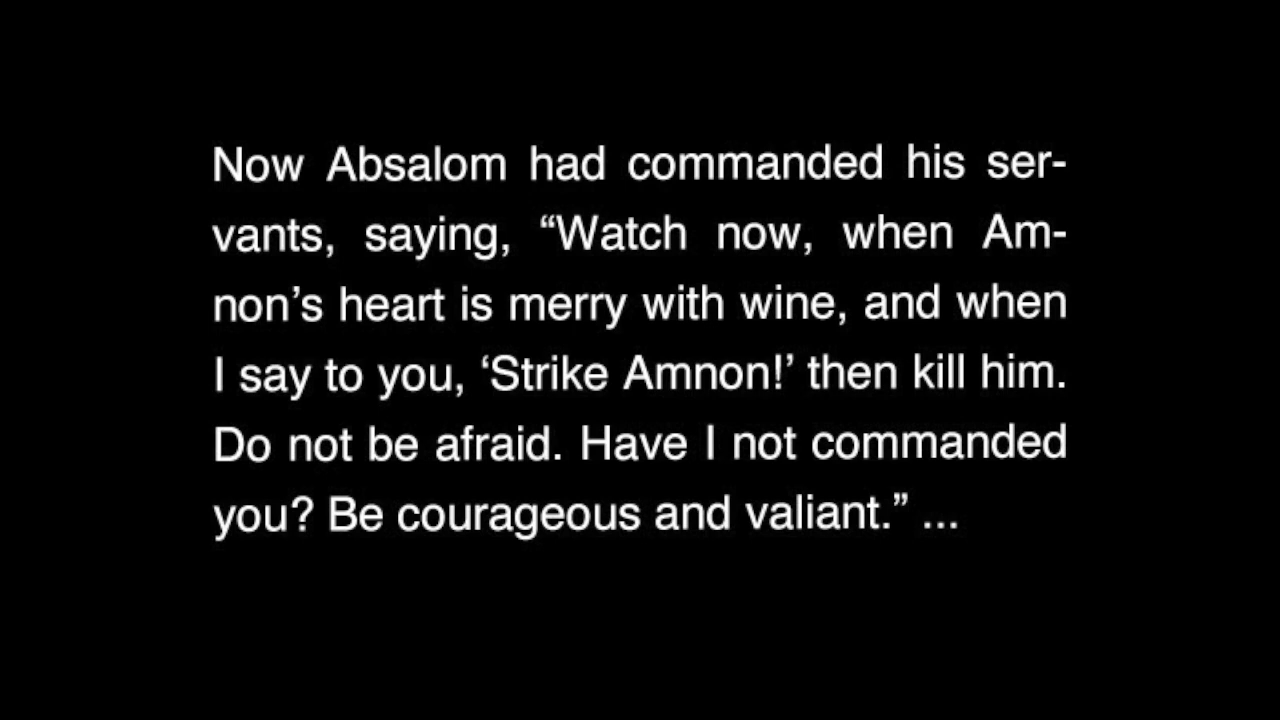 Now Absalom had commanded his ser-
vants, saying, “Watch now, when Am-
non’s heart is merry with wine, and when
I say to you, ‘Strike Amnon!’ then kill him.
Do not be afraid. Have I not commanded
you? Be courageous and valiant.” ...